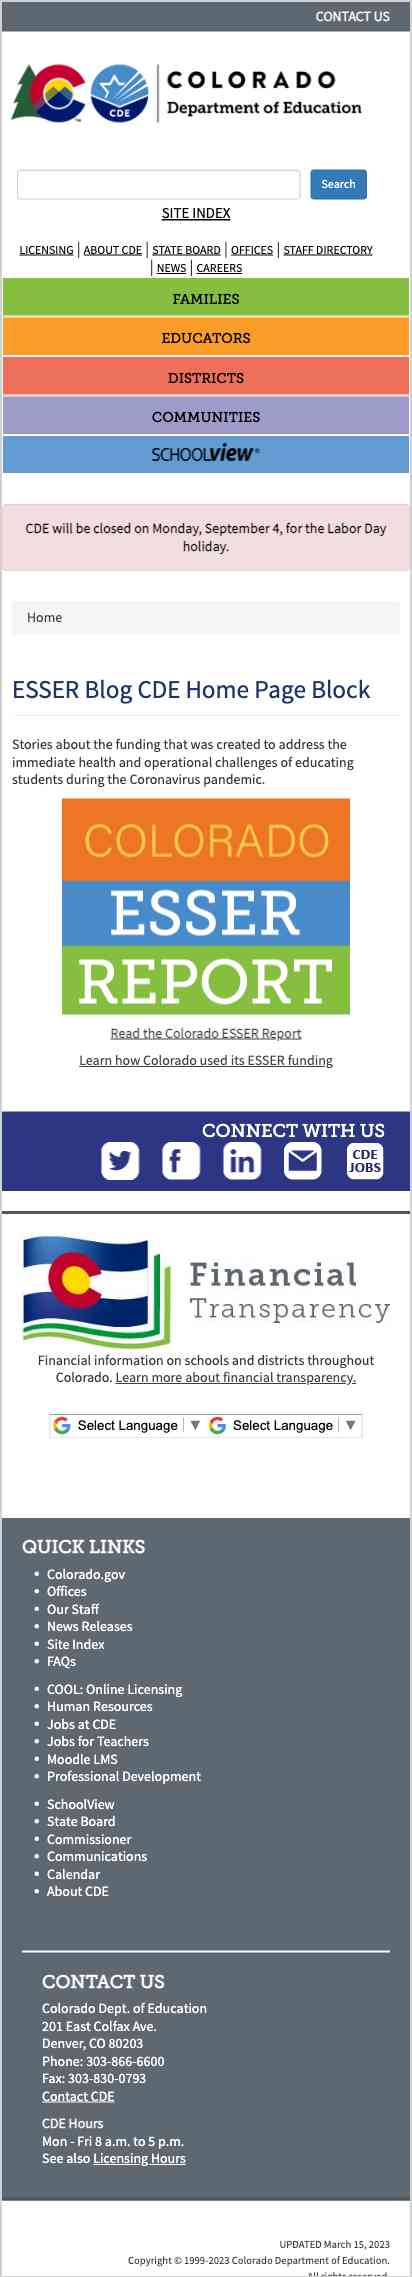 CONTACT US
CDE
COLORADO
Department of Education
Search
SITE INDEX
LICENSING | ABOUT CDE | STATE BOARD | OFFICES | STAFF DIRECTORY
| NEWS | CAREERS
FAMILIES
EDUCATORS
DISTRICTS
COMMUNITIES
SCHOOLVIEW®
CDE will be closed on Monday, September 4, for the Labor Day
holiday.
Home
ESSER Blog CDE Home Page Block
Stories about the funding that was created to address the
immediate health and operational challenges of educating
students during the Coronavirus pandemic.
COLORADO
ESSER
REPORT
Read the Colorado ESSER Report
Learn how Colorado used its ESSER funding
CONNECT WITH US
CDE
JOBS
Financial
Transparency
Financial information on schools and districts throughout
Colorado. Learn more about financial transparency.
Select Language | ▼ Select Language | ▼
QUICK LINKS
• Colorado.gov
• Offices
• Our Staff
• News Releases
• Site Index
• FAQs
• COOL: Online Licensing
• Human Resources
• Jobs at CDE
• Jobs for Teachers
• Moodle LMS
• Professional Development
• SchoolView
• State Board
• Commissioner
• Communications
• Calendar
• About CDE
CONTACT US
Colorado Dept. of Education
201 East Colfax Ave.
Denver, CO 80203
Phone: 303-866-6600
Fax: 303-830-0793
Contact CDE
CDE Hours
Mon - Fri 8 a.m. to 5 p.m.
See also Licensing Hours
UPDATED March 15, 2023
Copyright © 1999-2023 Colorado Department of Education.
All rights reserved.